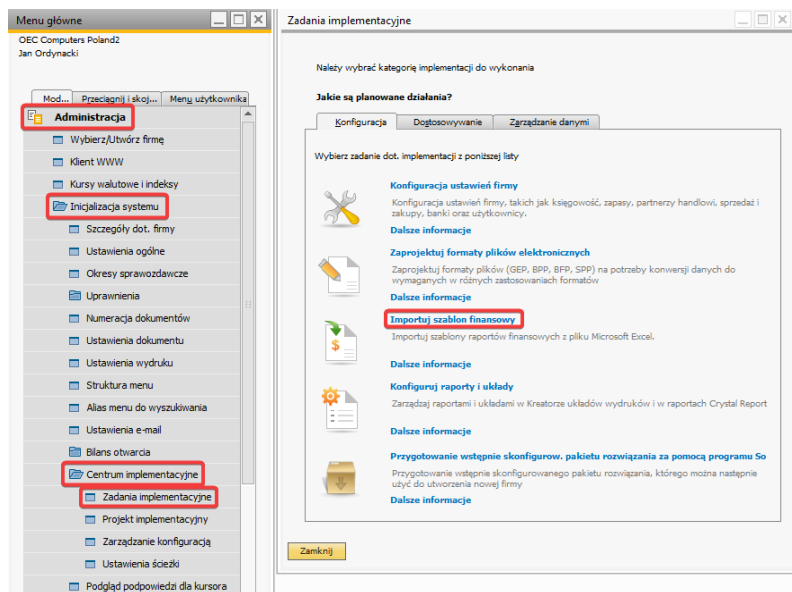 Menu główne
OEC Computers Poland2
Jan Ordynacki
Mod... Przeciągnij i skoj... Menu użytkownika
Administracja
Wybierz/Utwórz firmę
Klient WWW
Kursy walutowe i indeksy
Inicjalizacja systemu
Szczegóły dot. firmy
Ustawienia ogólne
Okresy sprawozdawcze
Uprawnienia
Numeracja dokumentów
Ustawienia dokumentu
Ustawienia wydruku
Struktura menu
Alias menu do wyszukiwania
Ustawienia e-mail
Bilans otwarcia
Centrum implementacyjne
Zadania implementacyjne
Projekt implementacyjny
Zarządzanie konfiguracją
Ustawienia ścieżki
Podgląd podpowiedzi dla kursora
Zadania implementacyjne
Należy wybrać kategorię implementacji do wykonania
Jakie są planowane działania?
Konfiguracja Dostosowywanie Zarządzanie danymi
Wybierz zadanie dot. implementacji z poniższej listy
Konfiguracja ustawień firmy
Konfiguracja ustawień firmy, takich jak księgowość, zapasy, partnerzy handlowi, sprzedaż i
zakupy, banki oraz użytkownicy.
Dalsze informacje
Zaprojektuj formaty plików elektronicznych
Zaprojektuj formaty plików (GEP, BPP, BFP, SPP) na potrzeby konwersji danych do
wymaganych w różnych zastosowaniach formatów
Dalsze informacje
Importuj szablon finansowy
Importuj szablony raportów finansowych z pliku Microsoft Excel.
Dalsze informacje
Konfiguruj raporty i układy
Zarządzaj raportami i układami w Kreatorze układów wydruków i w raportach Crystal Report
Dalsze informacje
Przygotowanie wstępnie skonfigurow. pakietu rozwiązania za pomocą programu So
Przygotowanie wstępnie skonfigurowanego pakietu rozwiązania, którego można następnie
użyć do utworzenia nowej firmy
Dalsze informacje
Zamknij